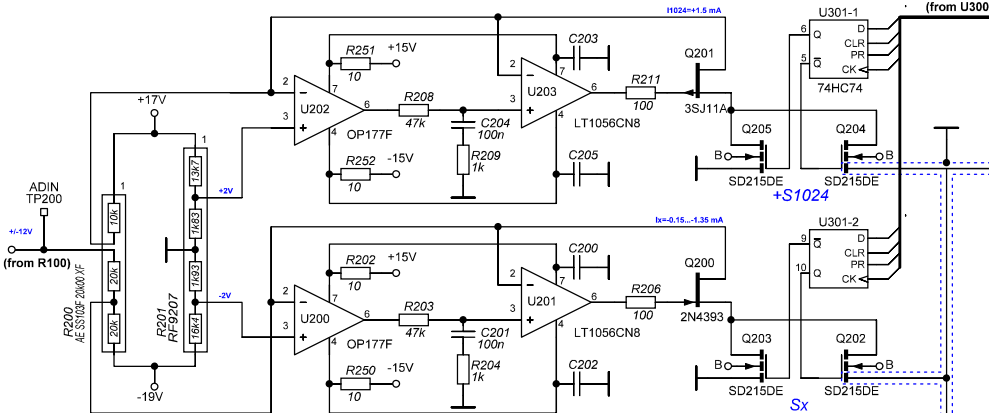 (from U300
I1024=+1.5 mA
U301-1
R251
+15V
10
C203
Q201
6
Q
D
CLR
PR
CK
5
Q
74HC74
2
7
U202
3
6
4
OP177F
R208
47k
2
7
U203
3
6
4
LT1056CN8
R211
100
3SJ11A
+17V
C204
100n
R209
1k
R252
-15V
10
C205
Q205
B
SD215DE
Q204
B
SD215DE
+S1024
ADIN
TP200
+/-12V
(from R100)
1
10k
20k
20k
R200
AE SS103F 20k00 XF
1
13k7
1k83
1k93
16k4
R201
RF9207
+2V
-2V
-19V
Ix=-0.15...-1.35 mA
U301-2
R202
+15V
10
C200
Q200
9
Q
D
CLR
PR
CK
10
Q
2
7
U200
3
6
4
OP177F
R203
47k
2
7
U201
3
6
4
LT1056CN8
R206
100
2N4393
C201
100n
R204
1k
R250
-15V
10
C202
Q203
B
SD215DE
Q202
B
SD215DE
Sx